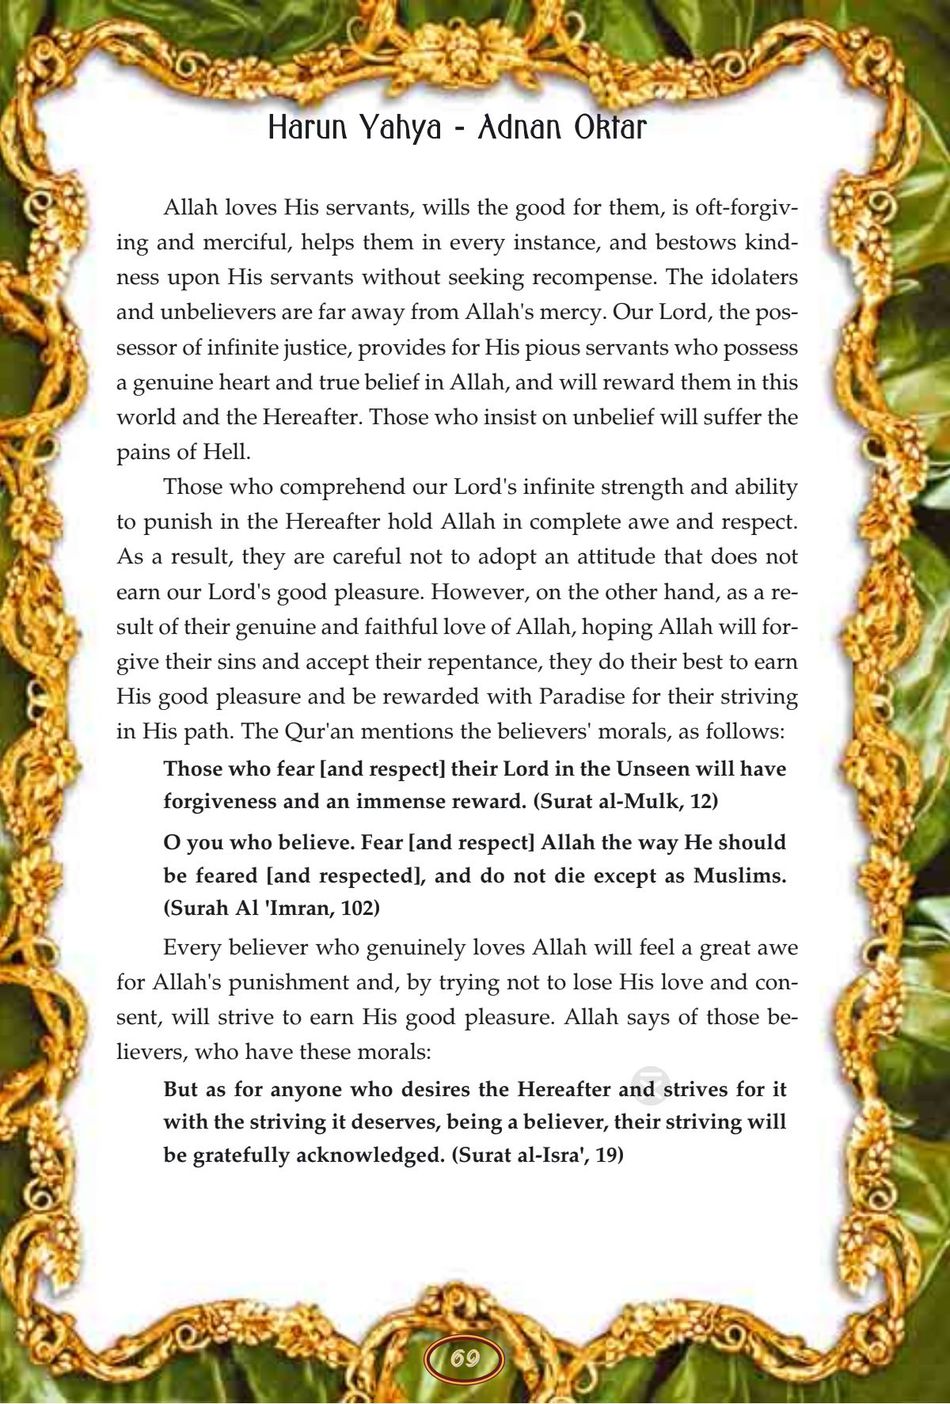 Harun Yahya - Adnan Oktar
Allah loves His servants, wills the good for them, is oft-forgiv-
ing and merciful, helps them in every instance, and bestows kind-
ness upon His servants without seeking recompense. The idolaters
and unbelievers are far away from Allah's mercy. Our Lord, the pos-
sessor of infinite justice, provides for His pious servants who possess
a genuine heart and true belief in Allah, and will reward them in this
world and the Hereafter. Those who insist on unbelief will suffer the
pains of Hell.
Those who comprehend our Lord's infinite strength and ability
to punish in the Hereafter hold Allah in complete awe and respect.
As a result, they are careful not to adopt an attitude that does not
earn our Lord's good pleasure. However, on the other hand, as a re-
sult of their genuine and faithful love of Allah, hoping Allah will for-
give their sins and accept their repentance, they do their best to earn
His good pleasure and be rewarded with Paradise for their striving
in His path. The Qur'an mentions the believers' morals, as follows:
Those who fear [and respect] their Lord in the Unseen will have
forgiveness and an immense reward. (Surat al-Mulk, 12)
O you who believe. Fear [and respect] Allah the way He should
be feared [and respected], and do not die except as Muslims.
(Surah Al 'Imran, 102)
Every believer who genuinely loves Allah will feel a great awe
for Allah's punishment and, by trying not to lose His love and con-
sent, will strive to earn His good pleasure. Allah says of those be-
lievers, who have these morals:
But as for anyone who desires the Hereafter and strives for it
with the striving it deserves, being a believer, their striving will
be gratefully acknowledged. (Surat al-Isra', 19)
69